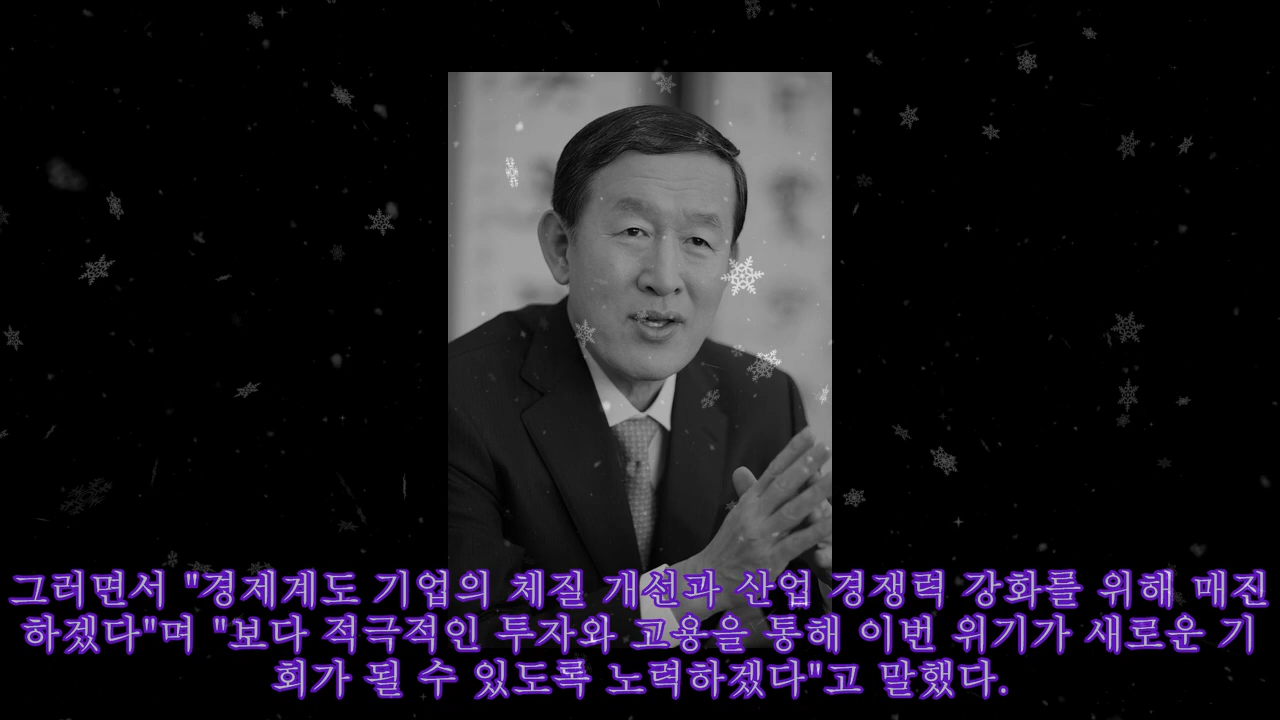 그러면서 "경제계도 기업의 체질 개선과 산업 경쟁력 강화를 위해 매진
하겠다"며 "보다 적극적인 투자와 고용을 통해 이번 위기가 새로운 기
회가 될 수 있도록 노력하겠다"고 말했다.